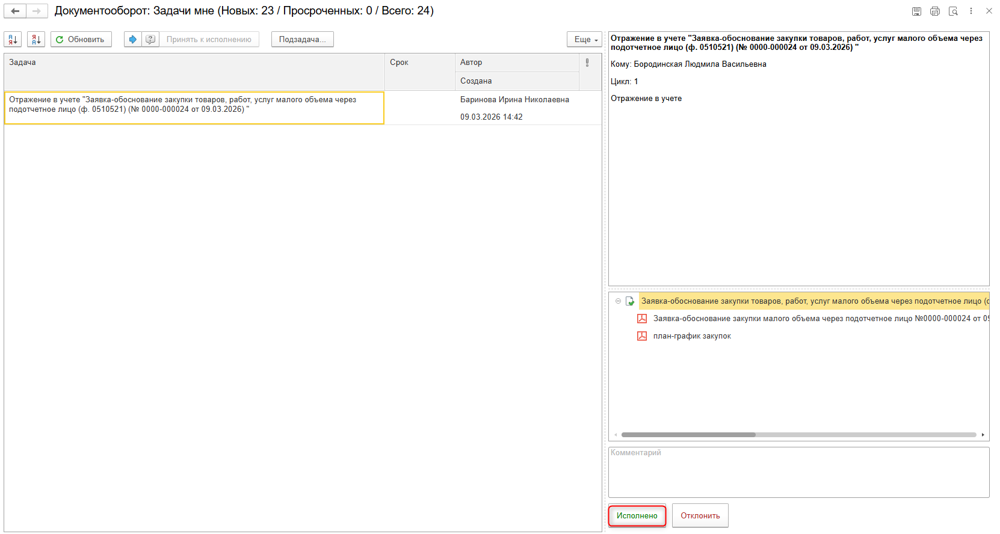 Документооборот: Задачи мне (Новых: 23 / Просроченных: 0 / Всего: 24)
Обновить
Принять к исполнению
Подзадача...
Еще
Задача
Срок
Автор
Создана
Отражение в учете "Заявка-обоснование закупки товаров, работ, услуг малого объема через
подотчетное лицо (ф. 0510521) (№ 0000-000024 от 09.03.2026) "
Баринова Ирина Николаевна
09.03.2026 14:42
Отражение в учете "Заявка-обоснование закупки товаров, работ, услуг малого объема через
подотчетное лицо (ф. 0510521) (№ 0000-000024 от 09.03.2026) "
Кому: Бородинская Людмила Васильевна
Цикл: 1
Отражение в учете
Заявка-обоснование закупки товаров, работ, услуг малого объема через подотчетное лицо
Заявка-обоснование закупки малого объема через подотчетное лицо №0000-000024 от
план-график закупок
Комментарий
Исполнено
Отклонить